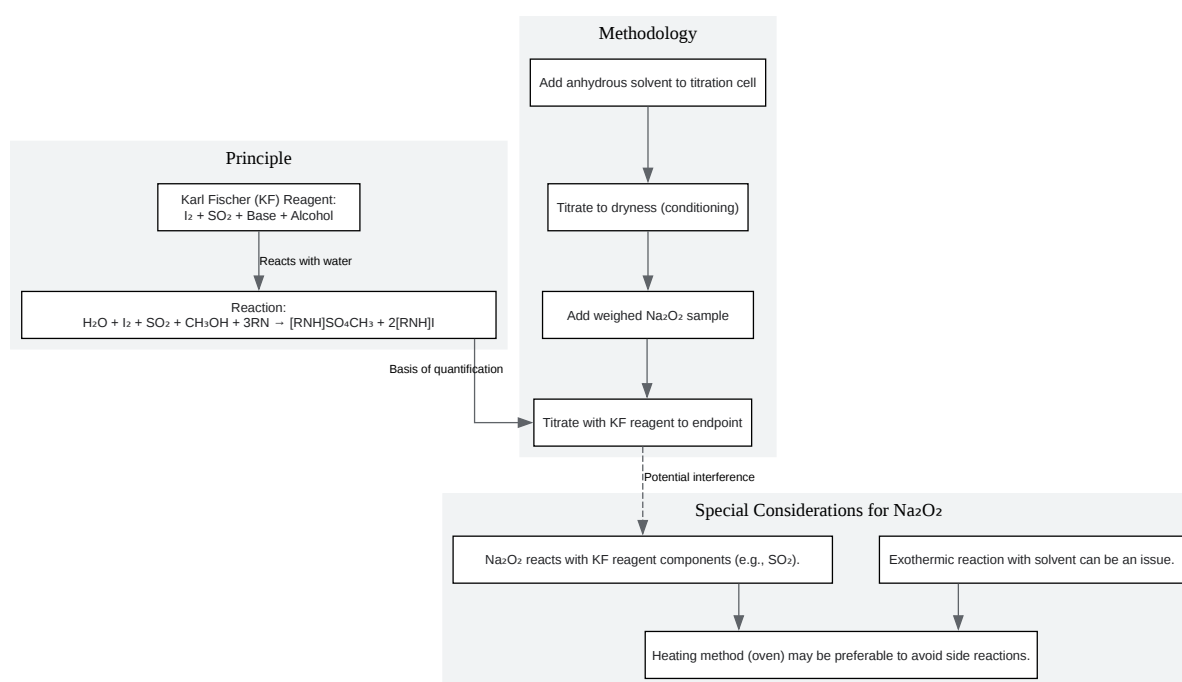 Principle
Karl Fischer (KF) Reagent:
I₂ + SO₂ + Base + Alcohol
Reacts with water
Reaction:
H₂O + I₂ + SO₂ + CH₃OH + 3RN → [RNH]SO₄CH₃ + 2[RNH]I
Basis of quantification
Methodology
Add anhydrous solvent to titration cell
Titrate to dryness (conditioning)
Add weighed Na₂O₂ sample
Titrate with KF reagent to endpoint
Potential interference
Special Considerations for Na₂O₂
Na₂O₂ reacts with KF reagent components (e.g., SO₂).
Exothermic reaction with solvent can be an issue.
Heating method (oven) may be preferable to avoid side reactions.